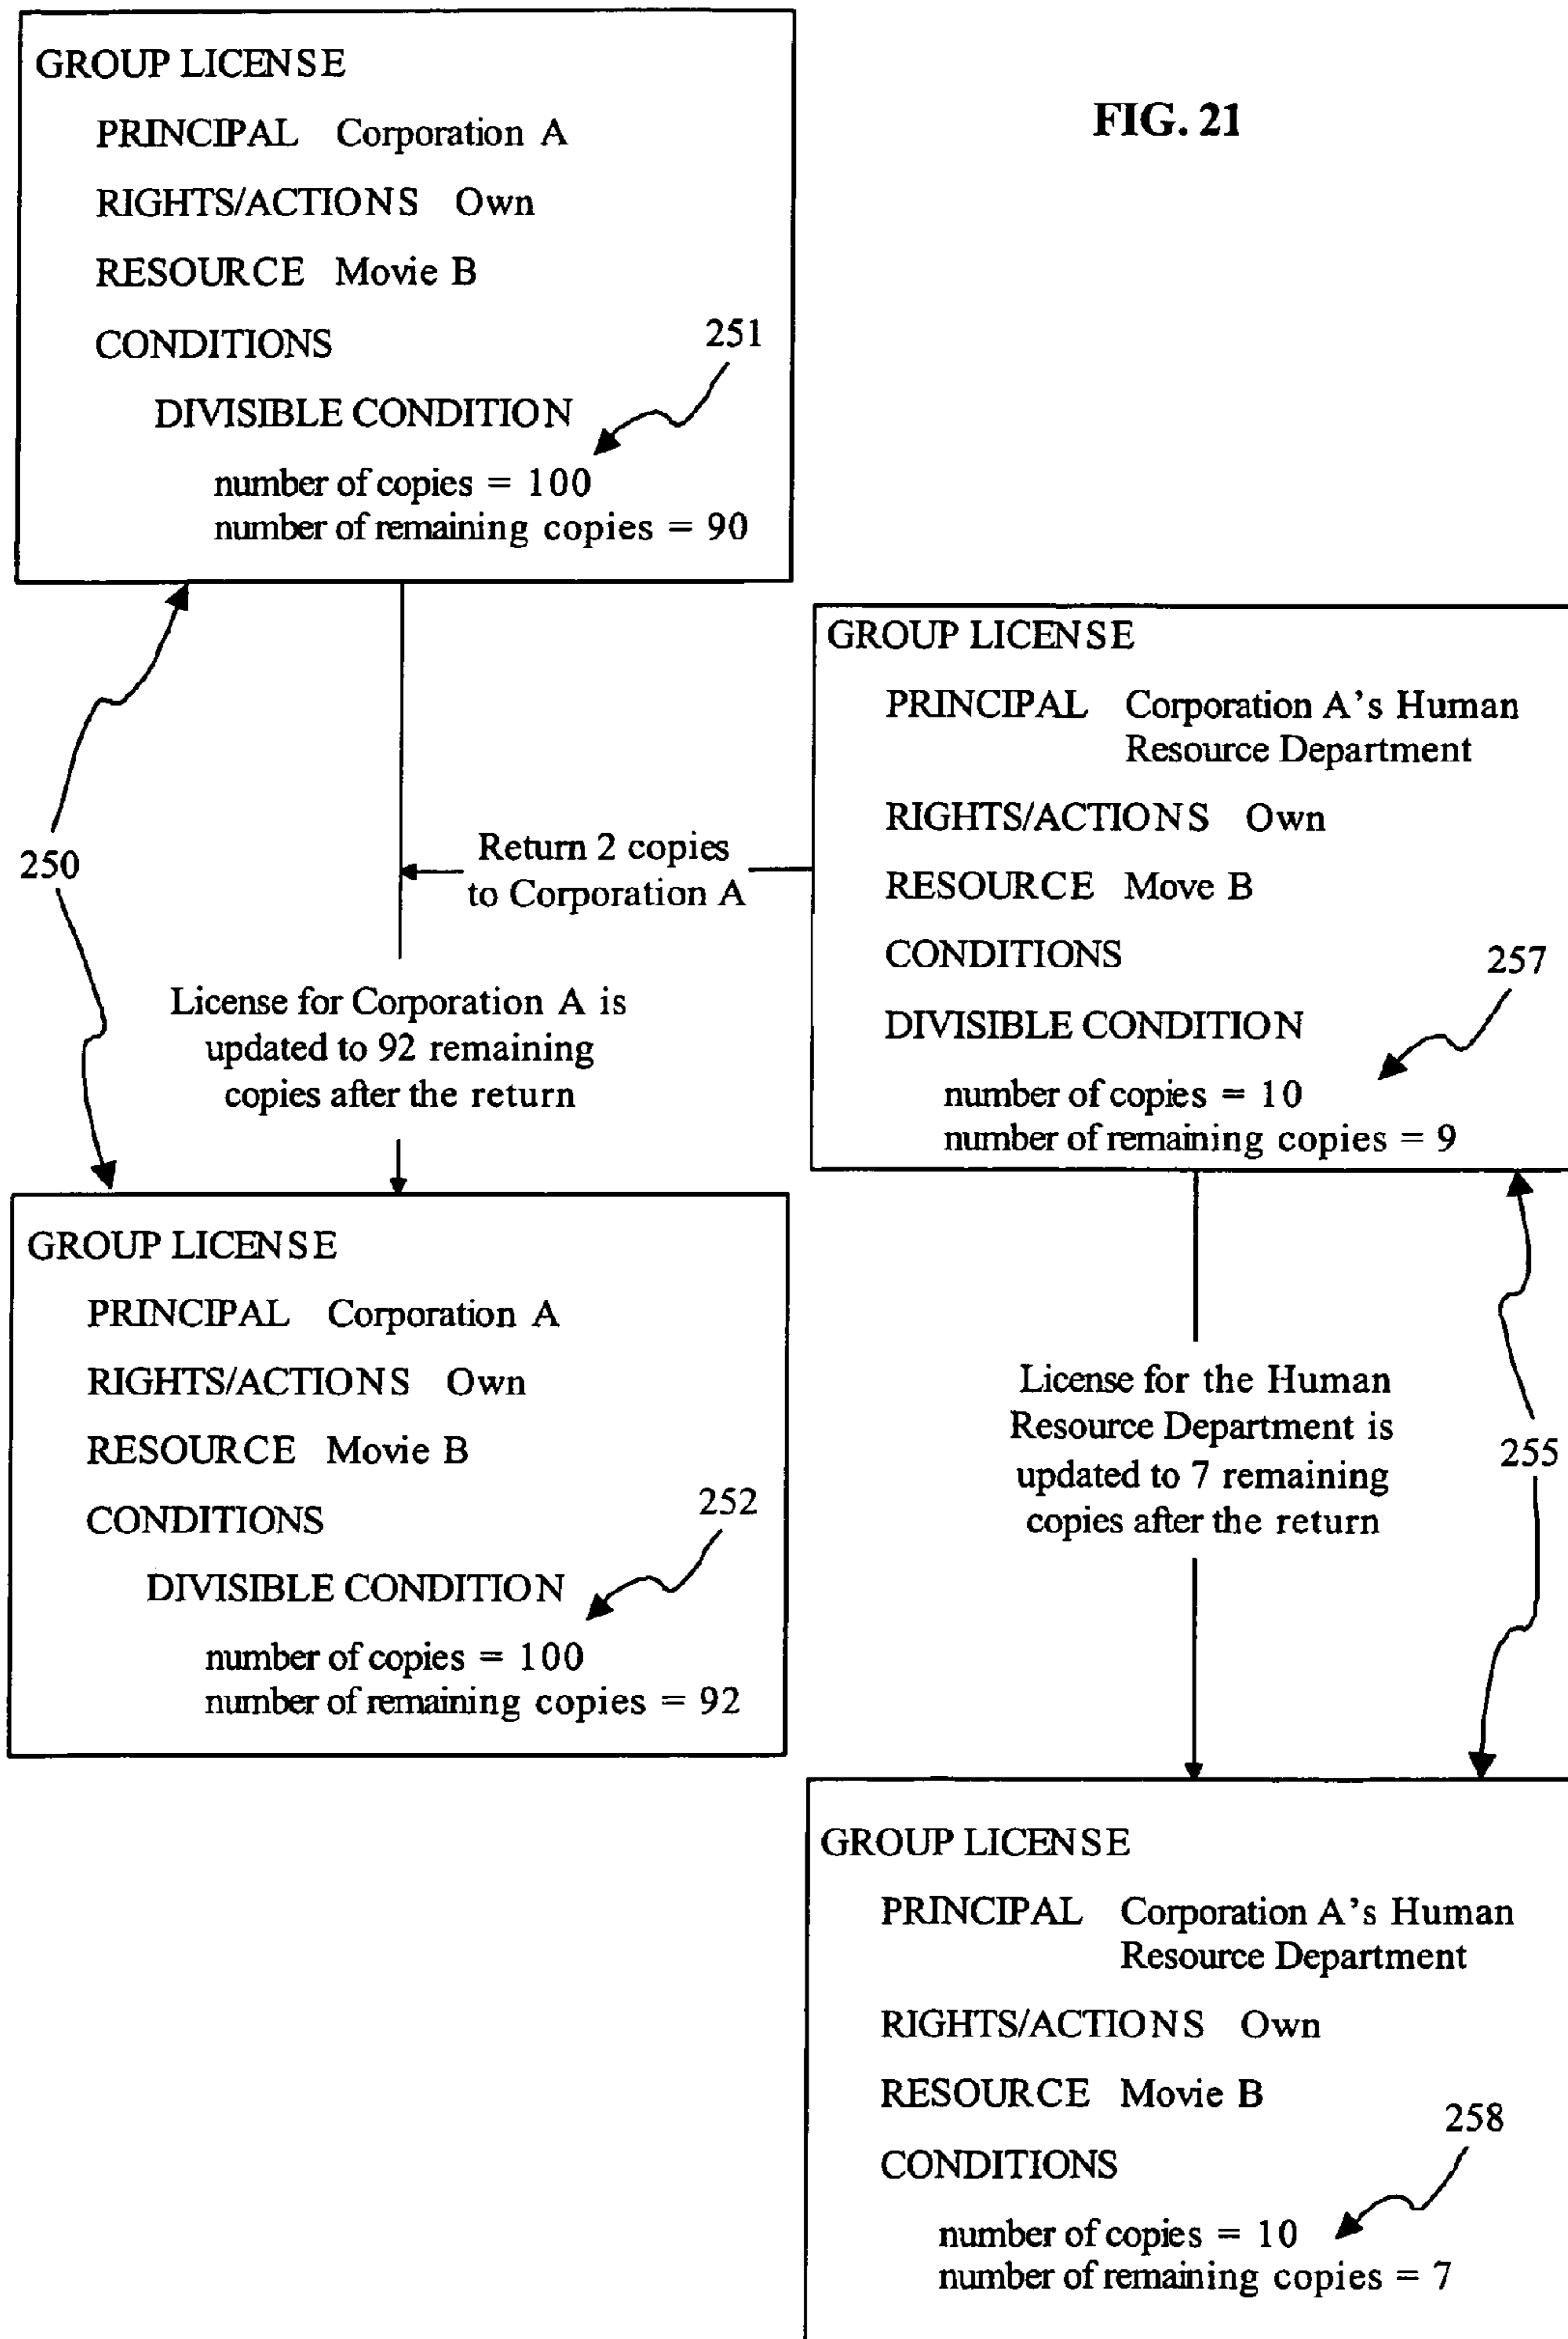 FIG. 21
GROUP LICENSE
PRINCIPAL Corporation A
RIGHTS/ACTIONS Own
RESOURCE Movie B
CONDITIONS
251
DIVISIBLE CONDITION
number of copies = 100
number of remaining copies = 90
250
Return 2 copies
to Corporation A
License for Corporation A is
updated to 92 remaining
copies after the return
GROUP LICENSE
PRINCIPAL Corporation A's Human
Resource Department
RIGHTS/ACTIONS Own
RESOURCE Move B
CONDITIONS
257
DIVISIBLE CONDITION
number of copies = 10
number of remaining copies = 9
GROUP LICENSE
PRINCIPAL Corporation A
RIGHTS/ACTIONS Own
RESOURCE Movie B
CONDITIONS
252
DIVISIBLE CONDITION
number of copies = 100
number of remaining copies = 92
License for the Human
Resource Department is
updated to 7 remaining
copies after the return
255
GROUP LICENSE
PRINCIPAL Corporation A's Human
Resource Department
RIGHTS/ACTIONS Own
RESOURCE Movie B
CONDITIONS
258
number of copies = 10
number of remaining copies = 7